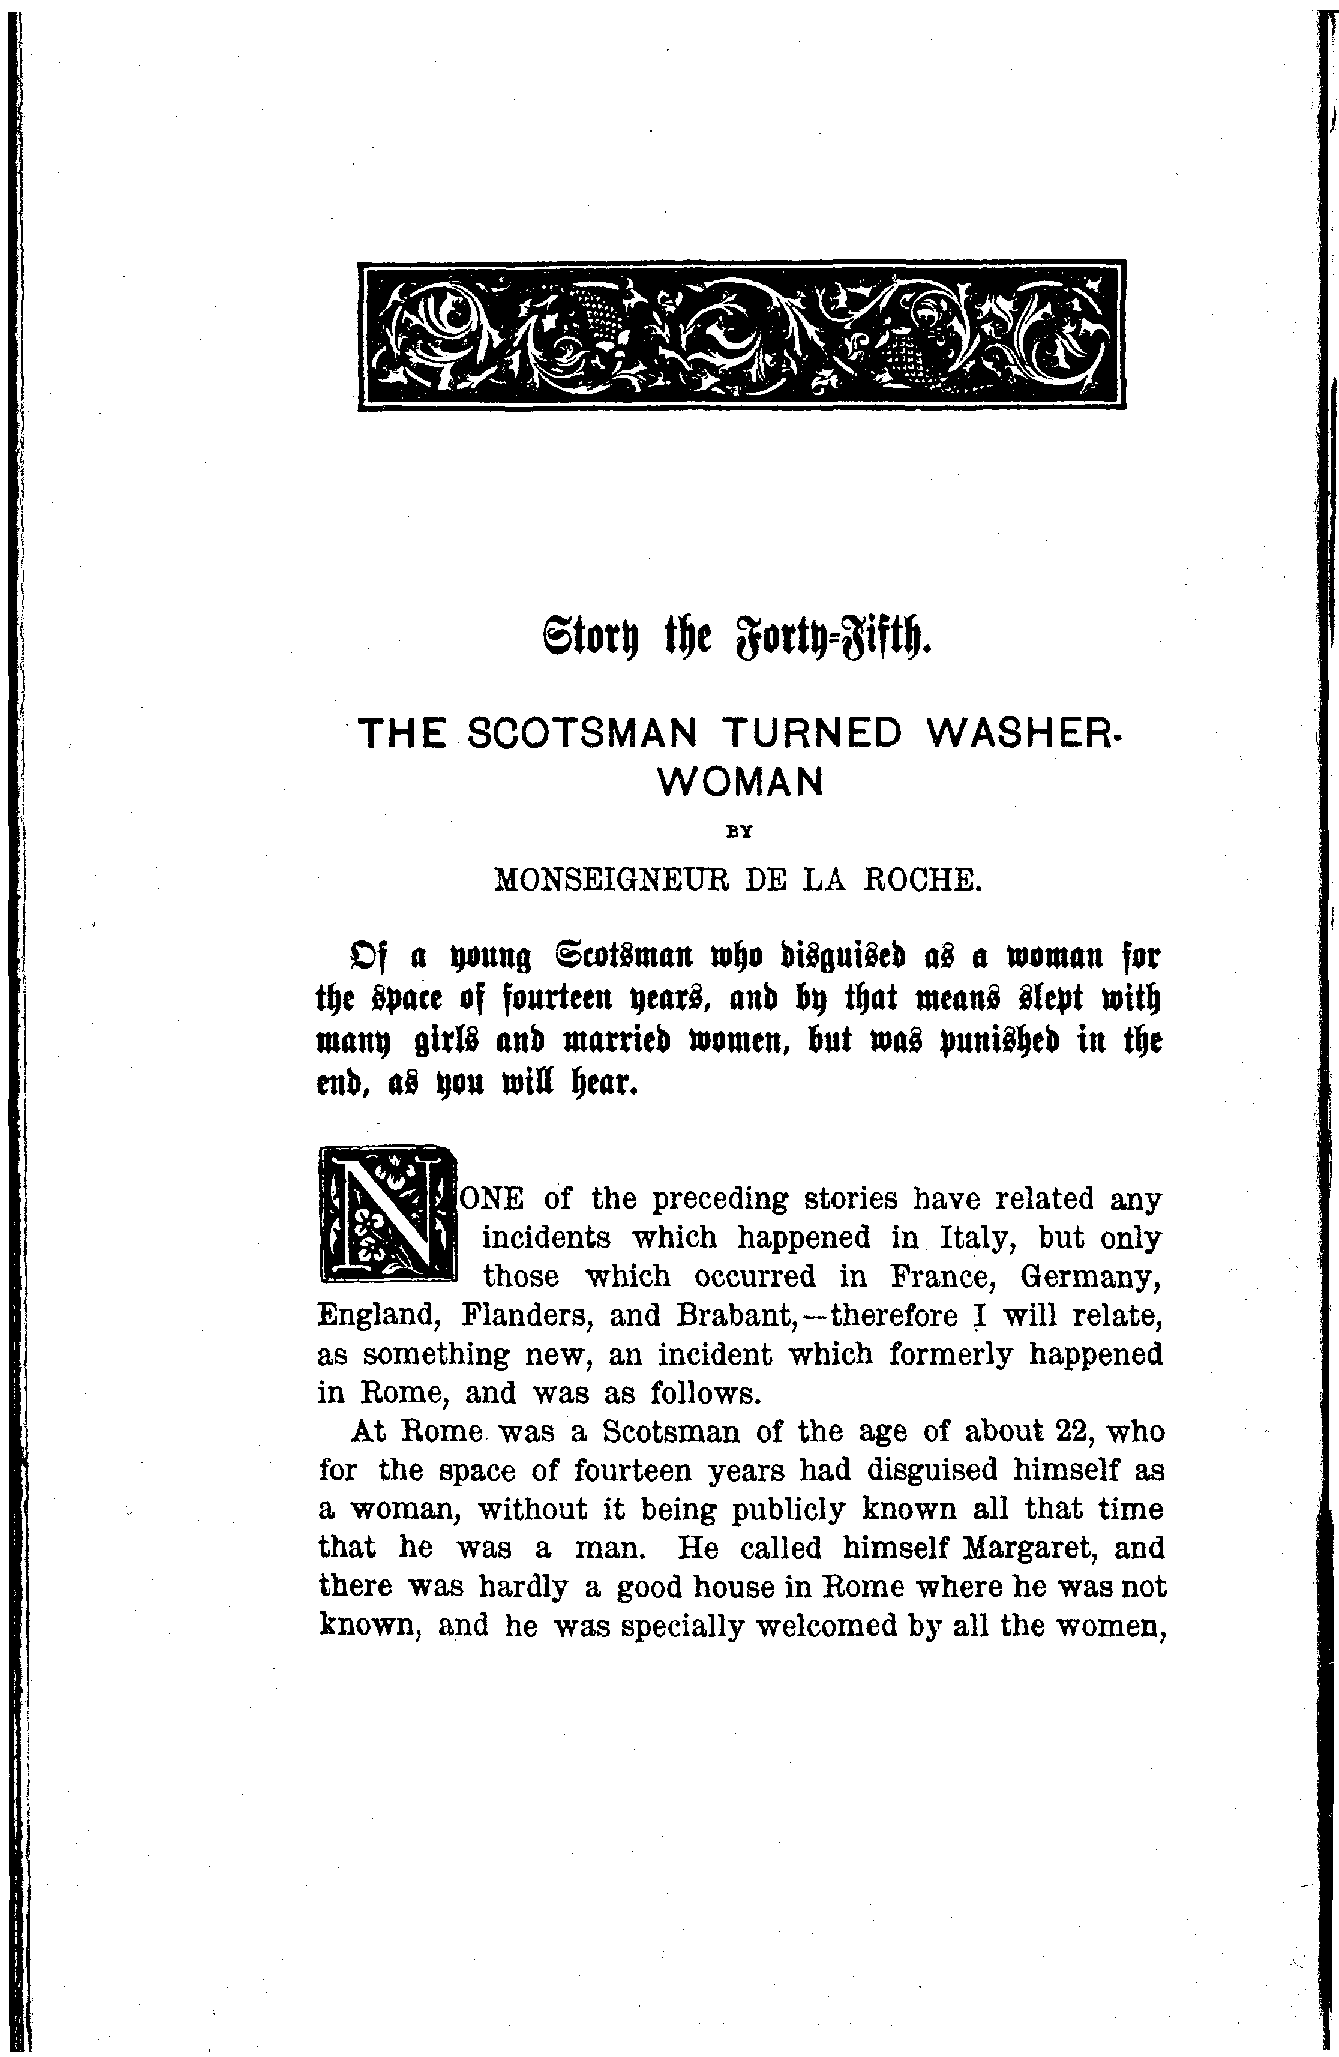 Story the Forty-Fifth.
THE SCOTSMAN TURNED WASHER-
WOMAN
BY
MONSEIGNEUR DE LA ROCHE.
Of a young Scotsman who disguised as a woman for
the space of fourteen years, and by that means slept with
many girls and married women, but was punished in the
end, as you will hear.
NONE of the preceding stories have related any
incidents which happened in Italy, but only
those which occurred in France, Germany,
England, Flanders, and Brabant,—therefore I will relate,
as something new, an incident which formerly happened
in Rome, and was as follows.
At Rome was a Scotsman of the age of about 22, who
for the space of fourteen years had disguised himself as
a woman, without it being publicly known all that time
that he was a man. He called himself Margaret, and
there was hardly a good house in Rome where he was not
known, and he was specially welcomed by all the women,